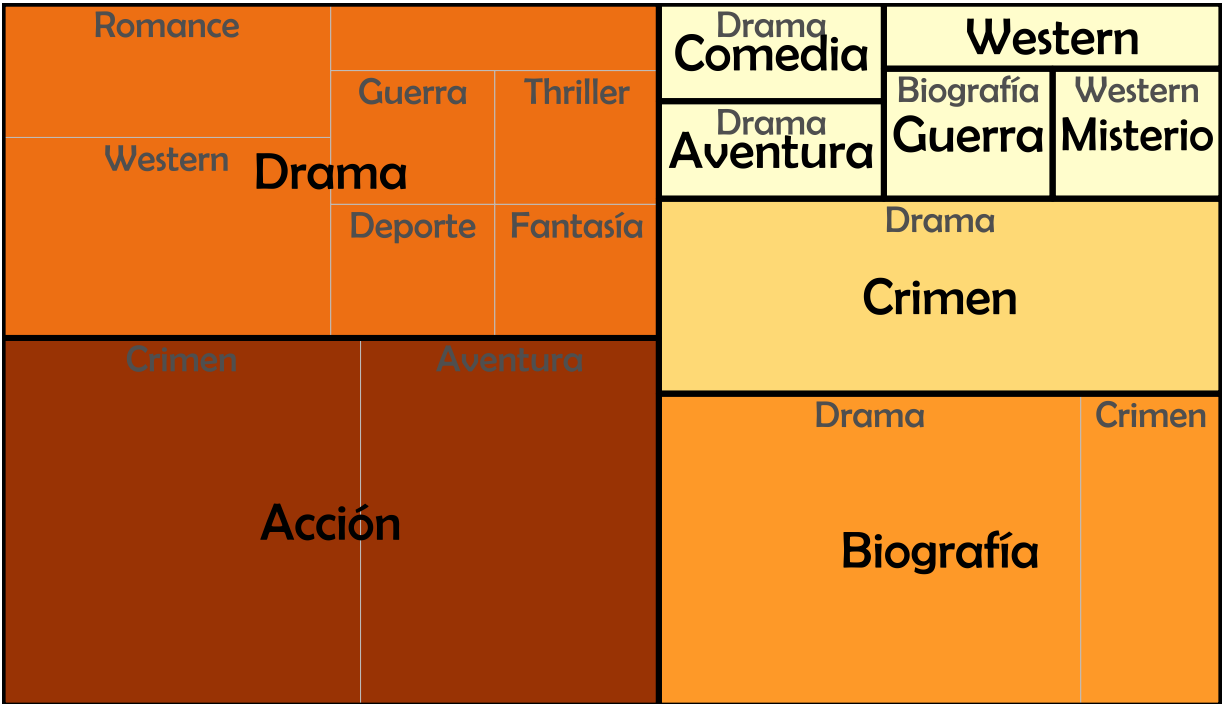 Romance
Guerra
Thriller
Western
Drama
Deporte
Fantasía
Crimen
Aventura
Acción
Drama
Comedia
Western
Drama
Aventura
Biografía
Guerra
Western
Misterio
Drama
Crimen
Drama
Crimen
Biografía